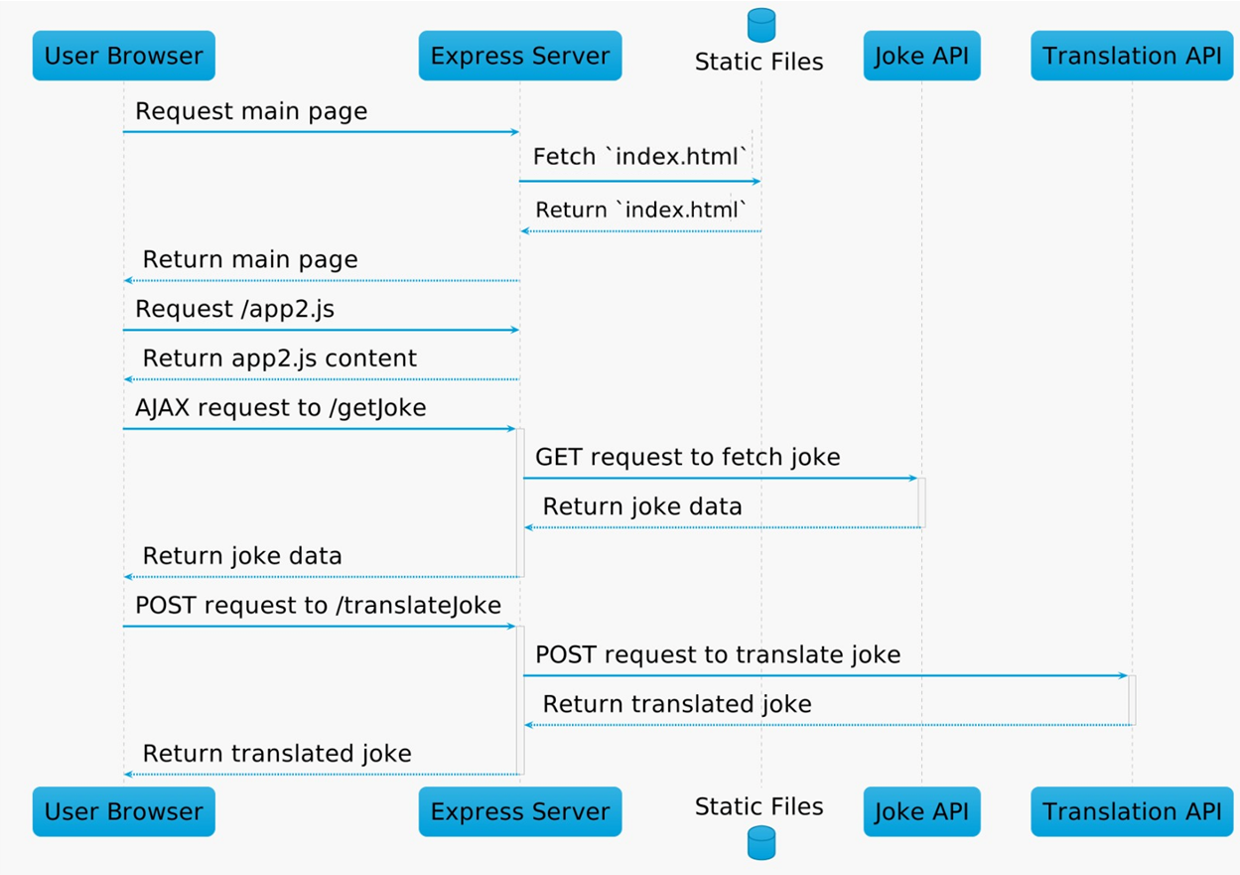 User Browser
Express Server
Static Files
Joke API
Translation API
Request main page
Fetch `index.html`
Return `index.html`
Return main page
Request /app2.js
Return app2.js content
AJAX request to /getJoke
GET request to fetch joke
Return joke data
Return joke data
POST request to /translateJoke
POST request to translate joke
Return translated joke
Return translated joke
User Browser
Express Server
Static Files
Joke API
Translation API